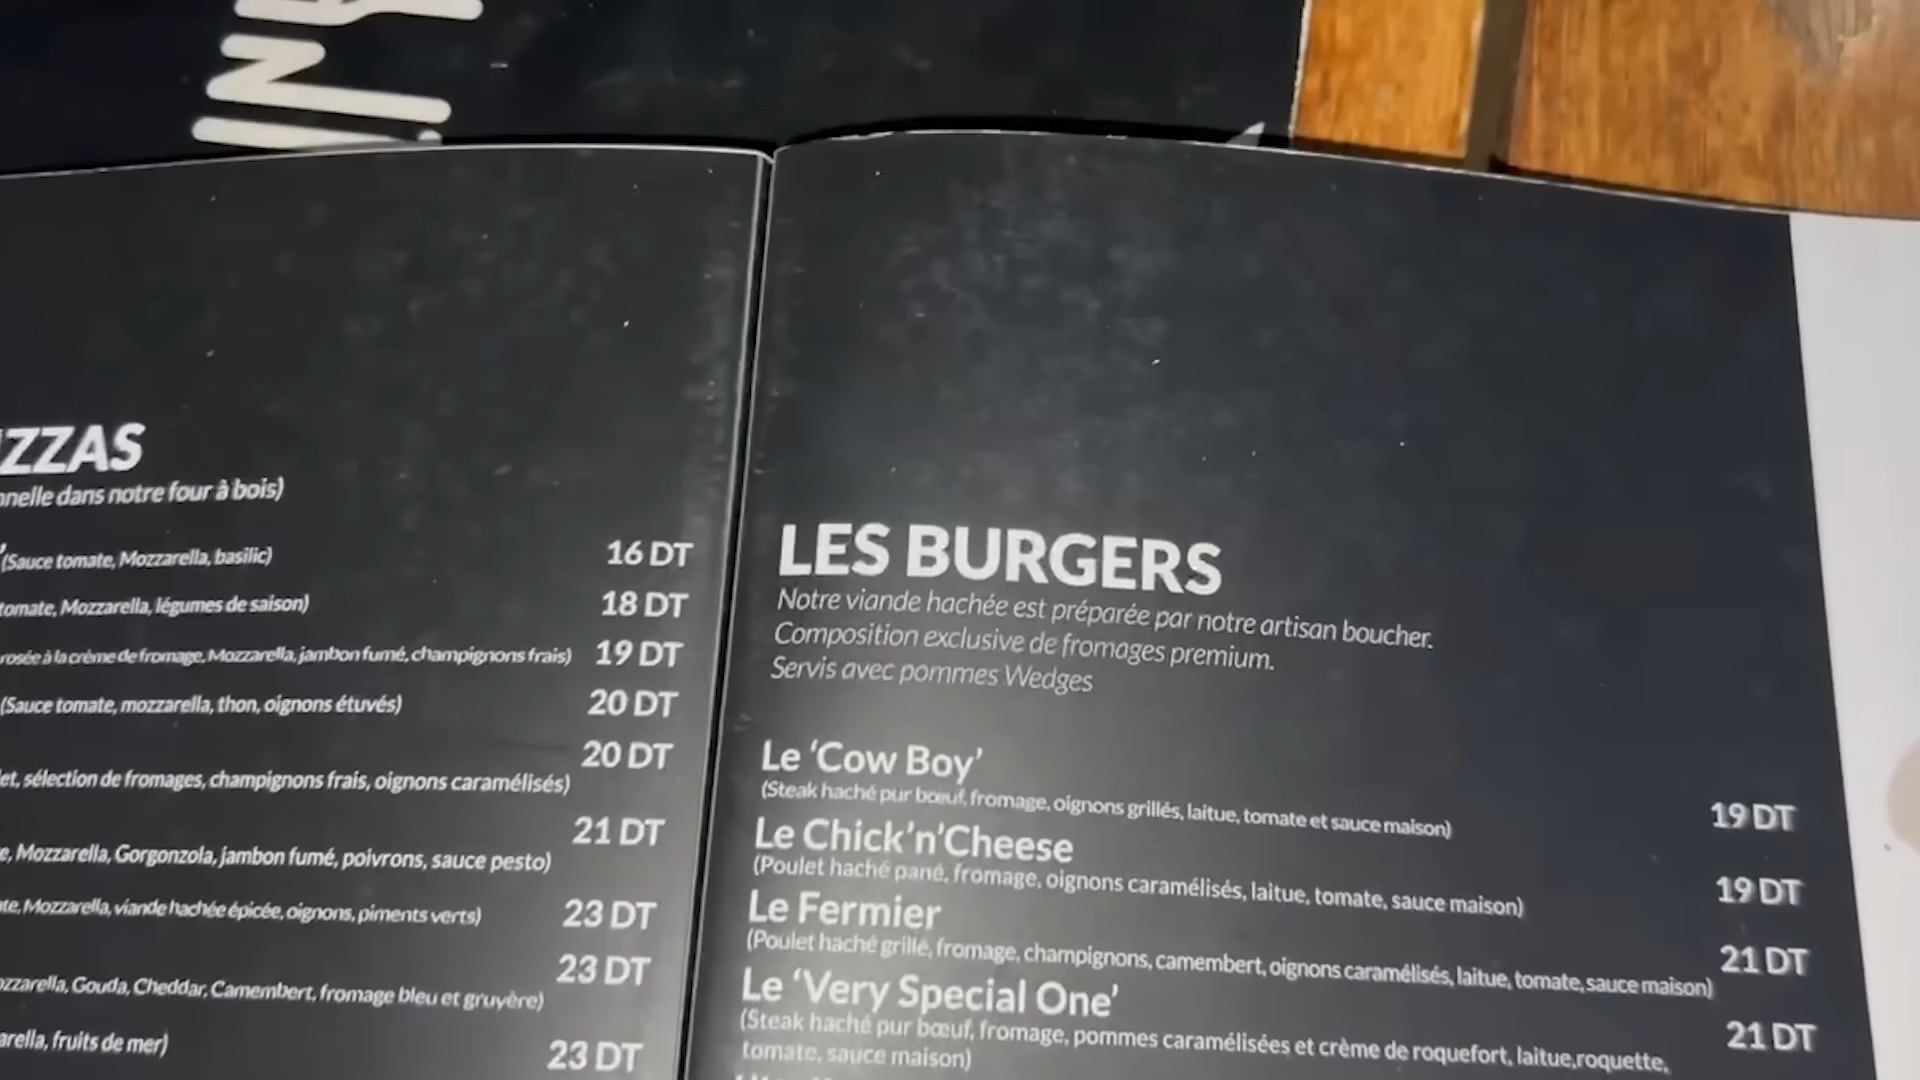 ZZAS
dans notre four à bois)
(Sauce tomate, Mozzarella, basilic)
16 DT
tomate, Mozzarella, légumes de saison)
18 DT
rosée à la crème de fromage, Mozzarella, jambon fumé, champignons frais)
19 DT
(Sauce tomate, mozzarella, thon, oignons étuvés)
20 DT
20 DT
sélection de fromages, champignons frais, oignons caramélisés)
21 DT
Mozzarella, Gorgonzola, jambon fumé, poivrons, sauce pesto)
Mozzarella, viande hachée épicée, oignons, piments verts)
23 DT
23 DT
Gouda, Cheddar, Camembert, fromage bleu et gruyère)
fruits de mer)
23 DT
LES BURGERS
Notre viande hachée est préparée par notre artisan boucher.
Composition exclusive de fromages premium.
Servis avec pommes Wedges
Le ‘Cow Boy’
(Steak haché pur bœuf, fromage, oignons grillés, laitue, tomate et sauce maison)
19 DT
Le Chick’n’Cheese
(Poulet haché pané, fromage, oignons caramélisés, laitue, tomate, sauce maison)
19 DT
Le Fermier
(Poulet haché grillé, fromage, champignons, camembert, oignons caramélisés, laitue, tomate, sauce maison)
21 DT
Le ‘Very Special One’
(Steak haché pur bœuf, fromage, pommes caramélisées et crème de roquefort, laitue,roquette,
tomate, sauce maison)
21 DT